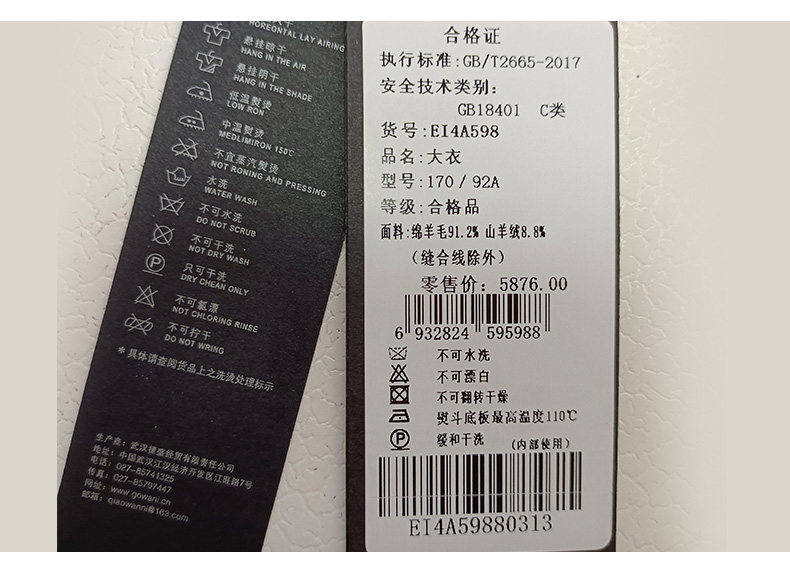 HOREONTAL LAY AIRING
悬挂晾干
HANG IN THE AIR
悬挂阴干
HANG IN THE SHADE
低温熨烫
LOW RON
中温熨烫
MEDLIMIRON 150℃
不宜蒸汽熨烫
NOT RONING AND PRESSING
水洗
WATER WASH
不可水洗
DO NOT SCRUB
不可干洗
NOT DRY WASH
只可干洗
DRY CHEAN ONLY
不可氯漂
NOT CHLORING RINSE
不可拧干
DO NOT WRING
＊具体请查阅货品上之洗烫处理标示
生产商：武汉捷盛经贸有限责任公司
地址：中国武汉江汉经济开发区江旺路7号
电话：027-85741325
传真：027-85797447
网址：www.gowani.cn
邮箱：qiaowanni@163.com
合格证
执行标准:GB/T2665-2017
安全技术类别:
GB18401 C类
货号:EI4A598
品名:大衣
型号:170/92A
等级:合格品
面料:绵羊毛91.2% 山羊绒8.8%
(缝合线除外)
零售价: 5876.00
6 932824 595988
不可水洗
不可漂白
不可翻转干燥
熨斗底板最高温度110℃
缓和干洗 (内部使用)
EI4A59880313